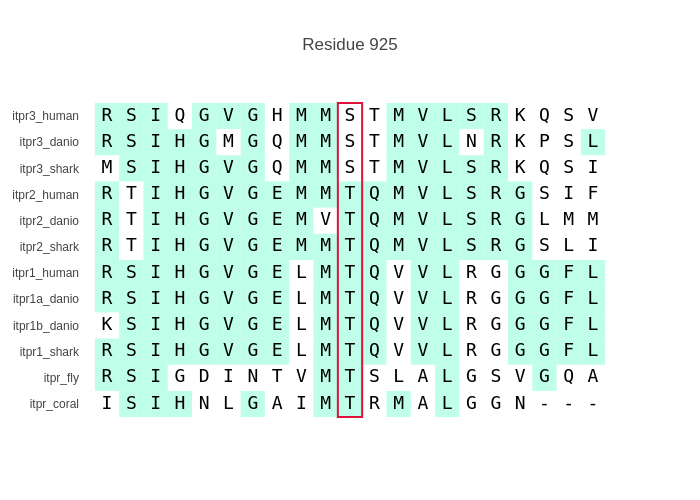 Residue 925
itpr3_human R S I Q G V G H M M S T M V L S R K Q S V
itpr3_danio R S I H G M G Q M M S T M V L N R K P S L
itpr3_shark M S I H G V G Q M M S T M V L S R K Q S I
itpr2_human R T I H G V G E M M T Q M V L S R G S I F
itpr2_danio R T I H G V G E M V T Q M V L S R G L M M
itpr2_shark R T I H G V G E M M T Q M V L S R G S L I
itpr1_human R S I H G V G E L M T Q V V L R G G G F L
itpr1a_danio R S I H G V G E L M T Q V V L R G G G F L
itpr1b_danio K S I H G V G E L M T Q V V L R G G G F L
itpr1_shark R S I H G V G E L M T Q V V L R G G G F L
itpr_fly R S I G D I N T V M T S L A L G S V G Q A
itpr_coral I S I H N L G A I M T R M A L G G N - - -